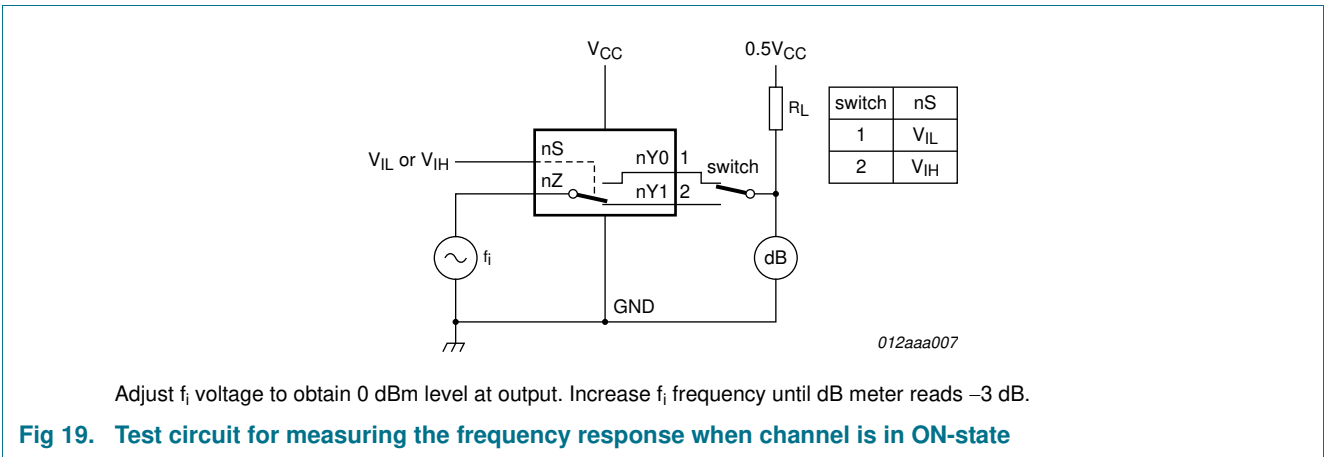 VCC
0.5VCC
RL
switch nS
1 VIL
2 VIH
VIL or VIH
nS
nZ
nY0 1
nY1 2
switch
fi
dB
GND
012aaa007
Adjust fi voltage to obtain 0 dBm level at output. Increase fi frequency until dB meter reads −3 dB.
Fig 19. Test circuit for measuring the frequency response when channel is in ON-state